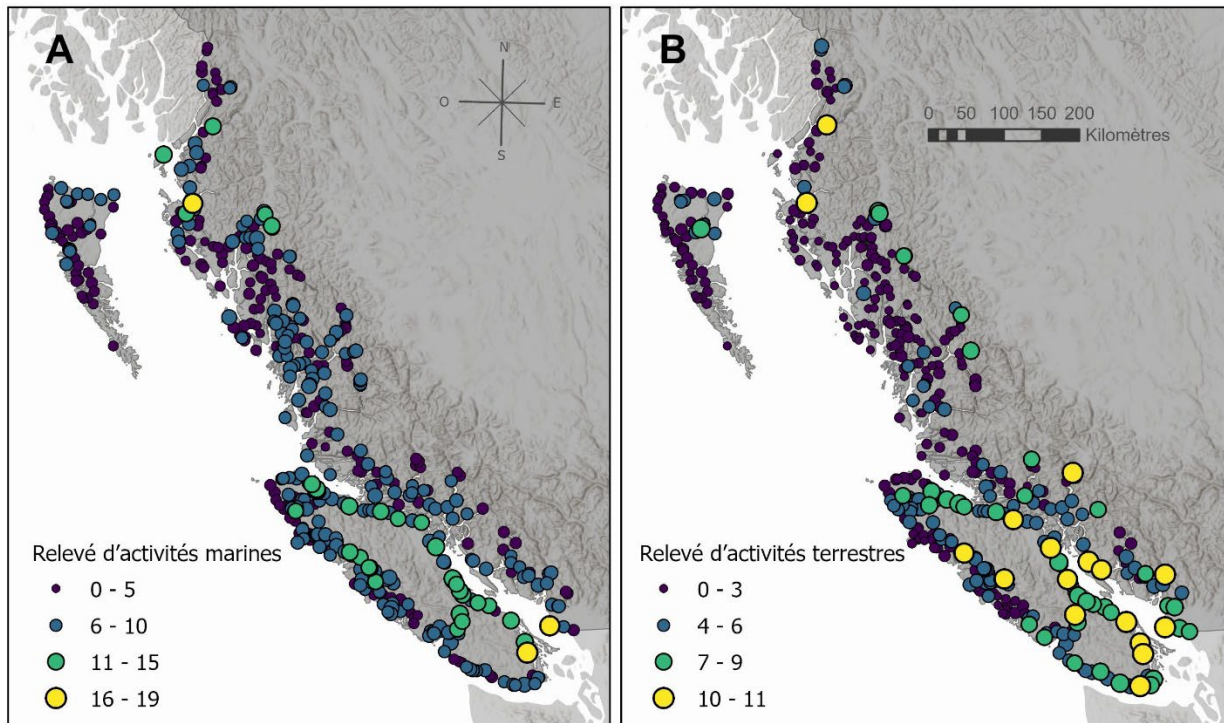 A
N
O E
S
Relevé d'activités marines
0 - 5
6 - 10
11 - 15
16 - 19
B
0 50 100 150 200
Kilomètres
Relevé d'activités terrestres
0 - 3
4 - 6
7 - 9
10 - 11